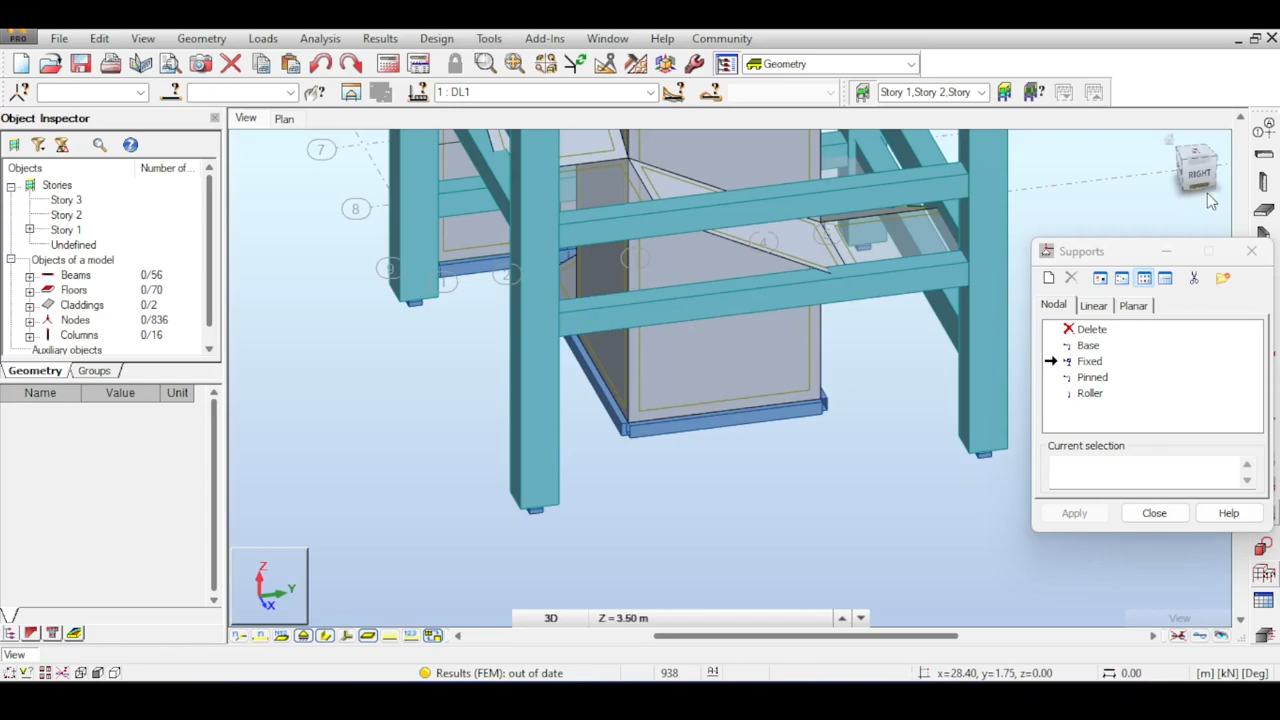 PRO File Edit View Geometry Loads Analysis Results Design Tools Add-Ins Window Help Community
Geometry
1 : DL1 Story 1,Story 2,Story
Object Inspector
View Plan
Objects Number of...
Stories
Story 3
Story 2
Story 1
Undefined
Objects of a model
Beams 0/56
Floors 0/70
Claddings 0/2
Nodes 0/836
Columns 0/16
Auxiliary objects
Geometry Groups
Name Value Unit
7
8
9
1
2
4
RIGHT
Supports
Nodal Linear Planar
Delete
Base
Fixed
Pinned
Roller
Current selection
Apply Close Help
Z
Y
X
3D Z = 3.50 m
View
View
Results (FEM): out of date 938 x=28.40, y=1.75, z=0.00 0.00 [m] [kN] [Deg]